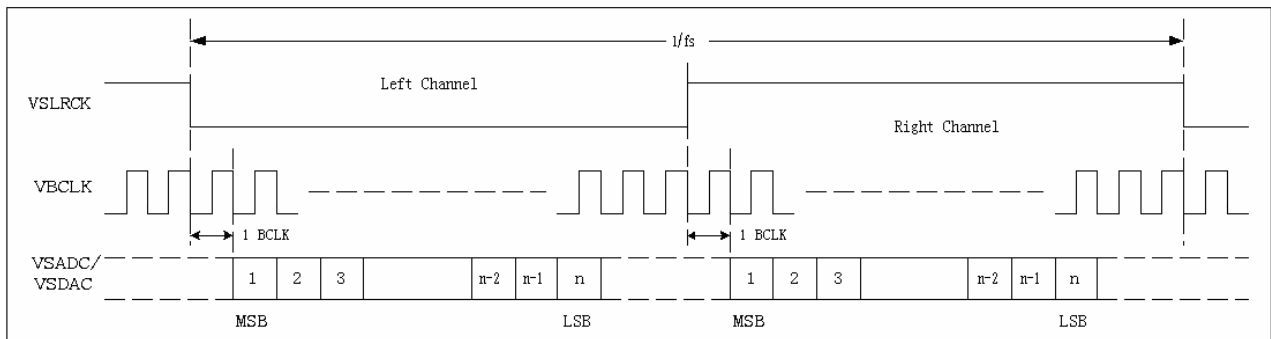 1/fs
Left Channel
VSLRCK
Right Channel
VBCLK
1 BCLK
1 BCLK
VSADC/
VSDAC
1 2 3 n-2 n-1 n 1 2 3 n-2 n-1 n
MSB LSB MSB LSB